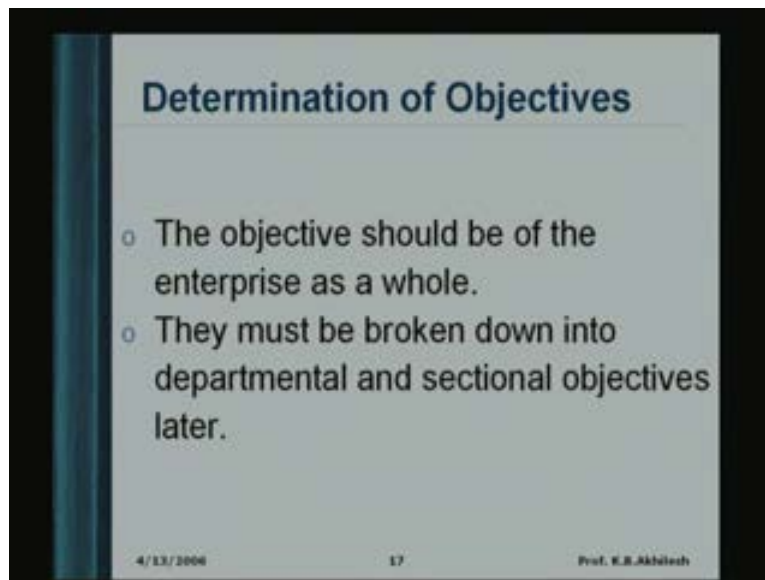 Determination of Objectives
o The objective should be of the
enterprise as a whole.
o They must be broken down into
departmental and sectional objectives
later.
4/13/2006 17 Prof. K.B.Akhilesh